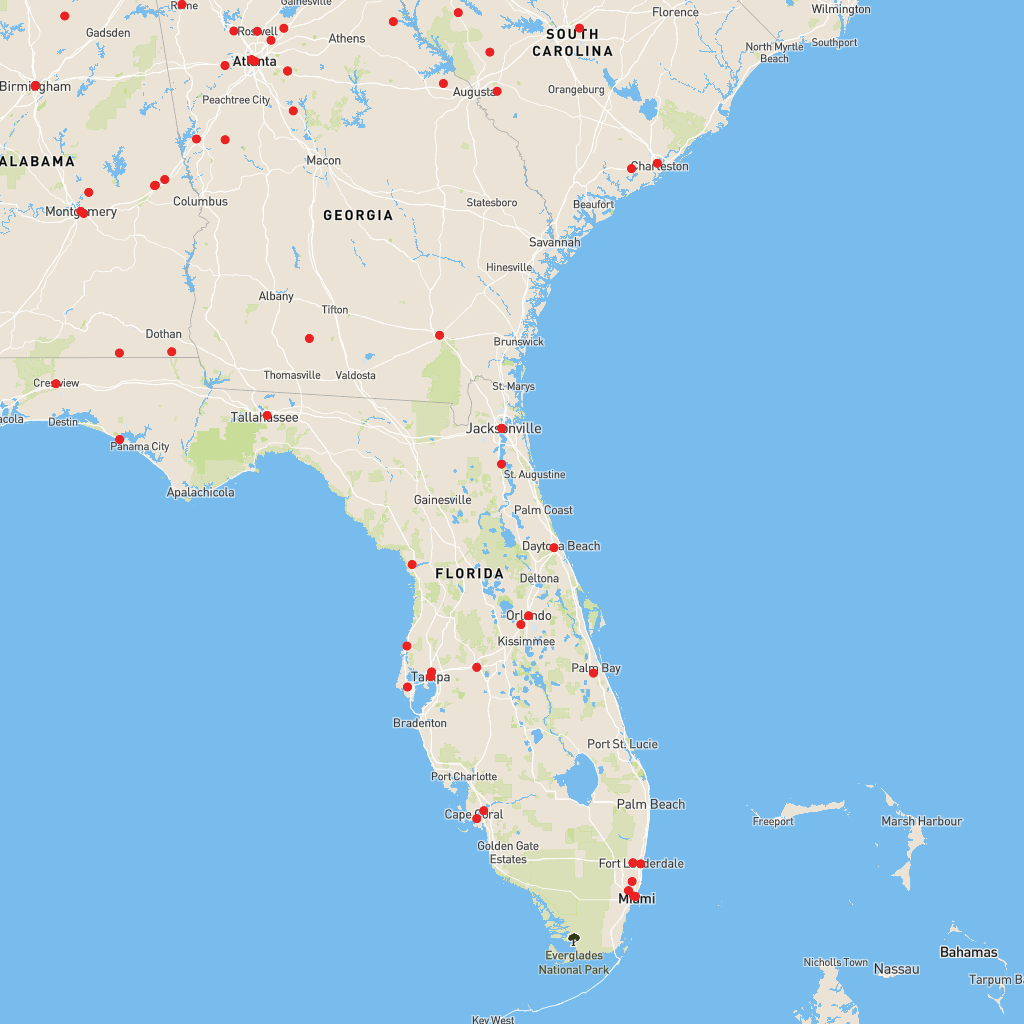 Rome
Gainesville
Wilmington
Florence
Gadsden
Roswell
Athens
SOUTH
CAROLINA
Southport
North Myrtle
Beach
Atlanta
Birmingham
Peachtree City
Augusta
Orangeburg
ALABAMA
Macon
Charleston
Columbus
Statesboro
Beaufort
Montgomery
GEORGIA
Savannah
Hinesville
Albany
Tifton
Dothan
Brunswick
Thomasville
Valdosta
Crestview
St. Marys
acola
Destin
Tallahassee
Jacksonville
Panama City
St. Augustine
Apalachicola
Gainesville
Palm Coast
Daytona Beach
FLORIDA
Deltona
Orlando
Kissimmee
Palm Bay
Tampa
Bradenton
Port St. Lucie
Port Charlotte
Palm Beach
Cape Coral
Freeport
Marsh Harbour
Golden Gate
Estates
Fort Lauderdale
Miami
Everglades
National Park
Bahamas
Nicholls Town
Nassau
Tarpum B
Key West